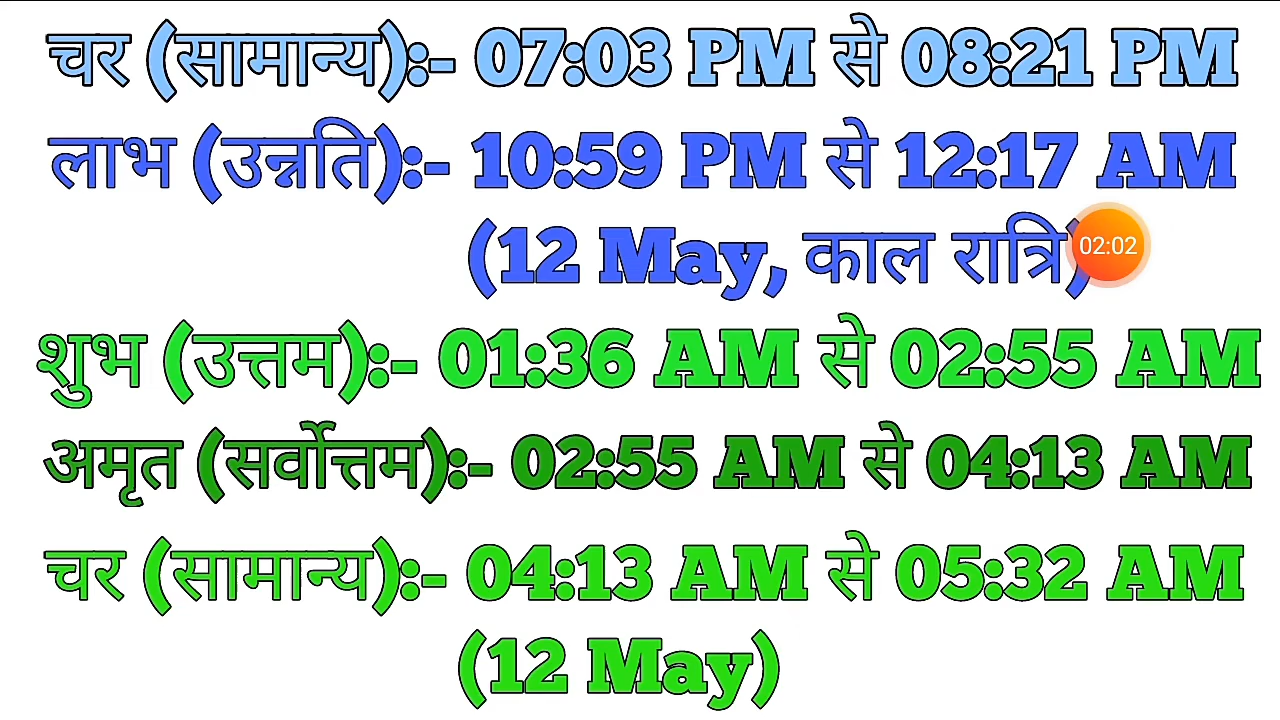 चर (सामान्य):- 07:03 PM से 08:21 PM
लाभ (उन्नति):- 10:59 PM से 12:17 AM
(12 May, काल रात्रि)
02:02
शुभ (उत्तम):- 01:36 AM से 02:55 AM
अमृत (सर्वोत्तम):- 02:55 AM से 04:13 AM
चर (सामान्य):- 04:13 AM से 05:32 AM
(12 May)